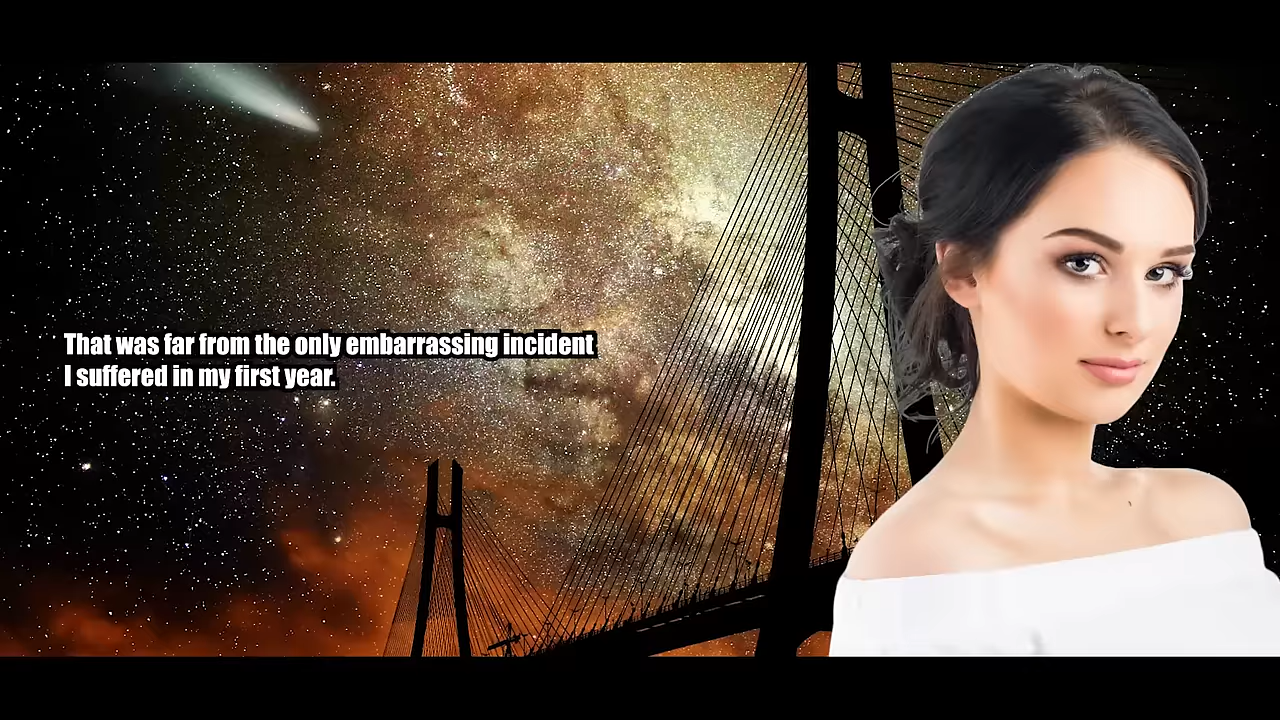 That was far from the only embarrassing incident
I suffered in my first year.